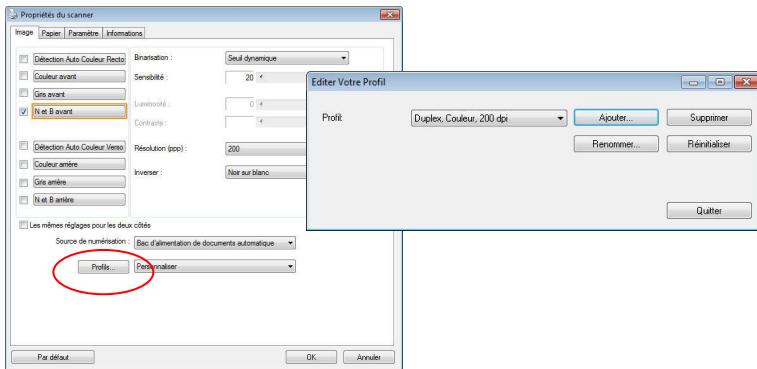 Propriétés du scanner
Image Papier Paramètre Informations
Détection Auto Couleur Recto
Couleur avant
Gris avant
N et B avant
Détection Auto Couleur Verso
Couleur arrière
Gris arrière
N et B arrière
Binarisation : Seuil dynamique
Sensbilité : 20
Luminosité : 0
Contraste :
Résolution (ppp) : 200
Inverser : Noir sur blanc
Les mêmes réglages pour les deux côtés
Source de numérisation : Bac d'alimentation de documents automatique
Profils... Personnaliser
Par défaut OK Annuler
Editer Votre Profil
Profil: Duplex, Couleur, 200 dpi Ajouter... Supprimer
Renommer... Réinitialiser
Quitter